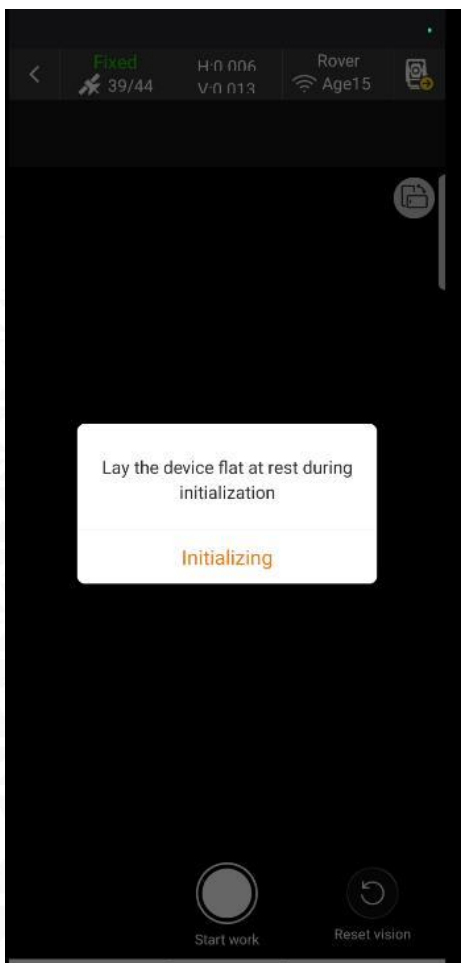 Fixed
39/44
H:0.006
V:0.013
Rover
Age15
Lay the device flat at rest during
initialization
Initializing
Start work
Reset vision